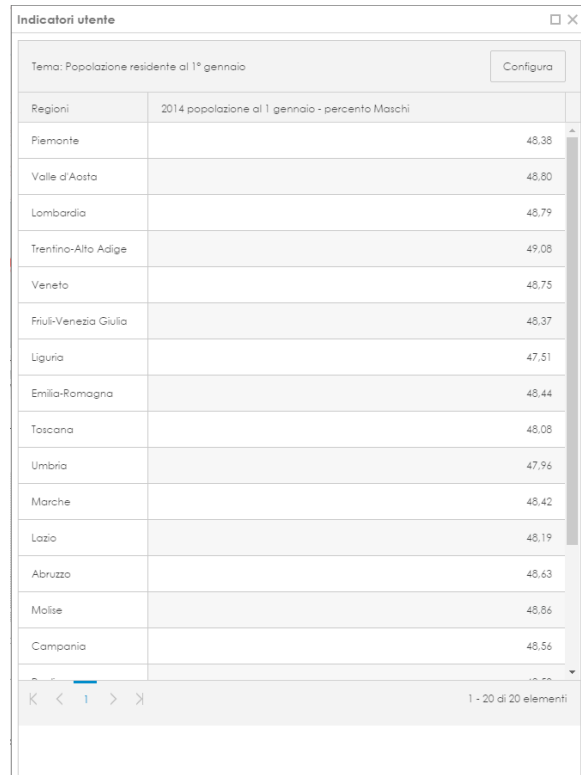 Indicatori utente
Tema: Popolazione residente al 1° gennaio
Configura
Regioni 2014 popolazione al 1 gennaio - percento Maschi
Piemonte 48,38
Valle d'Aosta 48,80
Lombardia 48,79
Trentino-Alto Adige 49,08
Veneto 48,75
Friuli-Venezia Giulia 48,37
Liguria 47,51
Emilia-Romagna 48,44
Toscana 48,08
Umbria 47,96
Marche 48,42
Lazio 48,19
Abruzzo 48,63
Molise 48,86
Campania 48,56
1
1 - 20 di 20 elementi